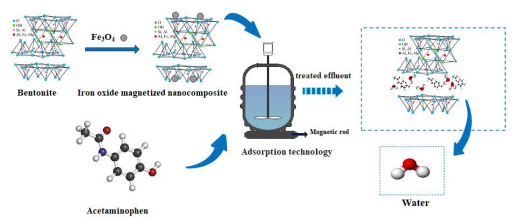 O
OH
Si, Al
Al, Fe, Mg
Bentonite
Fe₃O₄
O
OH
Si, Al
Al, Fe, Mg
Iron oxide magnetized nanocomposite
Acetaminophen
treated effluent
Magnetic rod
Adsorption technology
O
OH
Si, Al
Al, Fe, Mg
Water